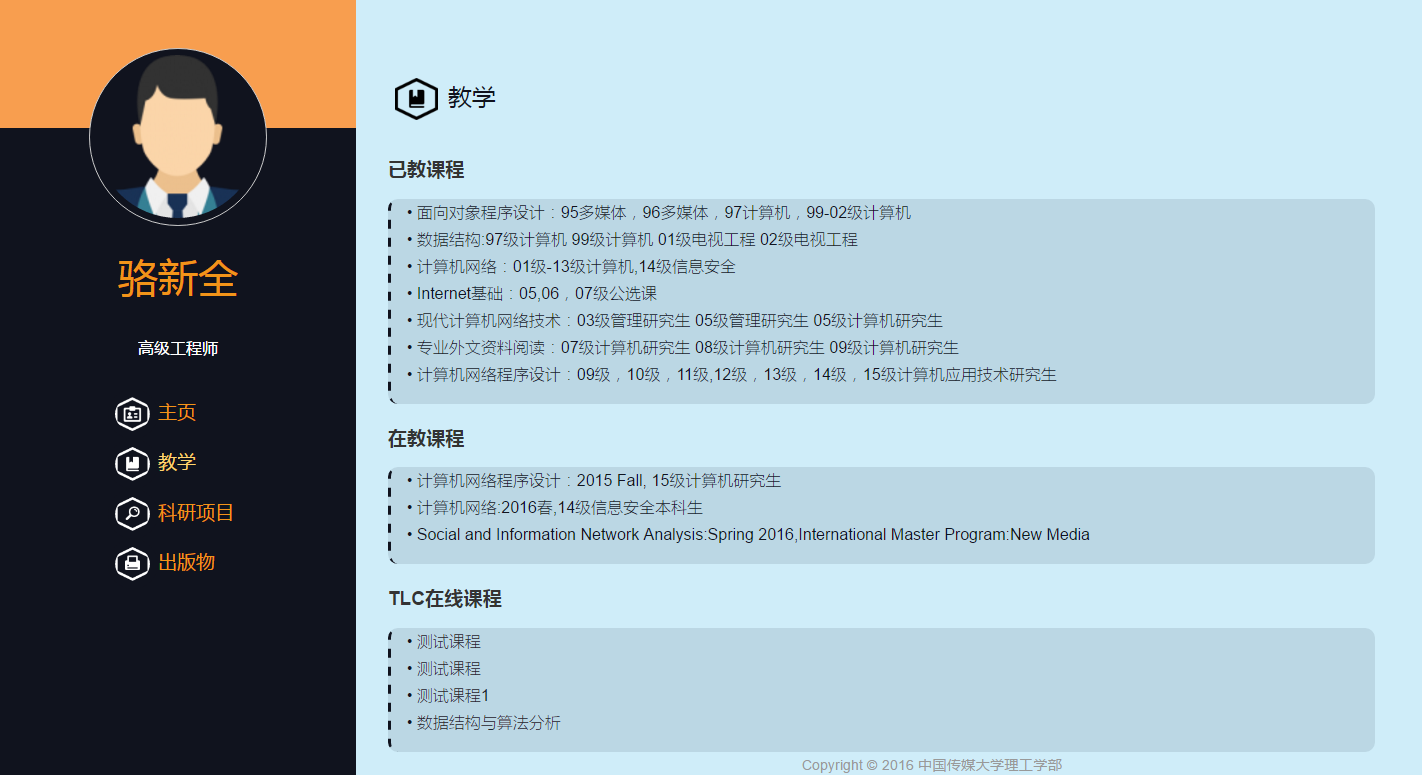 骆新全
高级工程师
主页
教学
科研项目
出版物
教学
已教课程
• 面向对象程序设计：95多媒体，96多媒体，97计算机，99-02级计算机
• 数据结构:97级计算机 99级计算机 01级电视工程 02级电视工程
• 计算机网络：01级-13级计算机,14级信息安全
• Internet基础：05,06，07级公选课
• 现代计算机网络技术：03级管理研究生 05级管理研究生 05级计算机研究生
• 专业外文资料阅读：07级计算机研究生 08级计算机研究生 09级计算机研究生
• 计算机网络程序设计：09级，10级，11级,12级，13级，14级，15级计算机应用技术研究生
在教课程
• 计算机网络程序设计：2015 Fall, 15级计算机研究生
• 计算机网络:2016春,14级信息安全本科生
• Social and Information Network Analysis:Spring 2016,International Master Program:New Media
TLC在线课程
• 测试课程
• 测试课程
• 测试课程1
• 数据结构与算法分析
Copyright © 2016 中国传媒大学理工学部